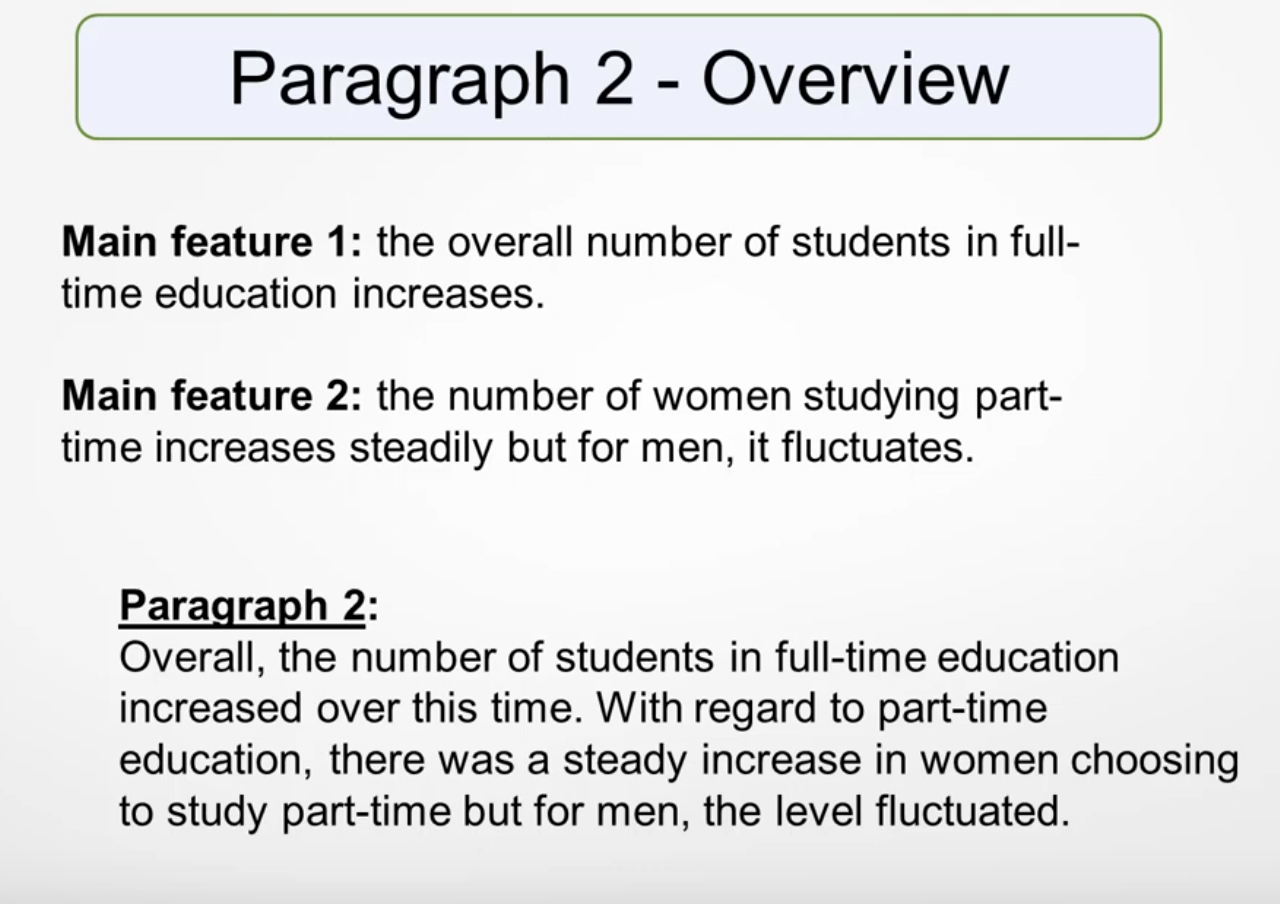 Paragraph 2 - Overview
Main feature 1: the overall number of students in full-
time education increases.
Main feature 2: the number of women studying part-
time increases steadily but for men, it fluctuates.
Paragraph 2:
Overall, the number of students in full-time education
increased over this time. With regard to part-time
education, there was a steady increase in women choosing
to study part-time but for men, the level fluctuated.